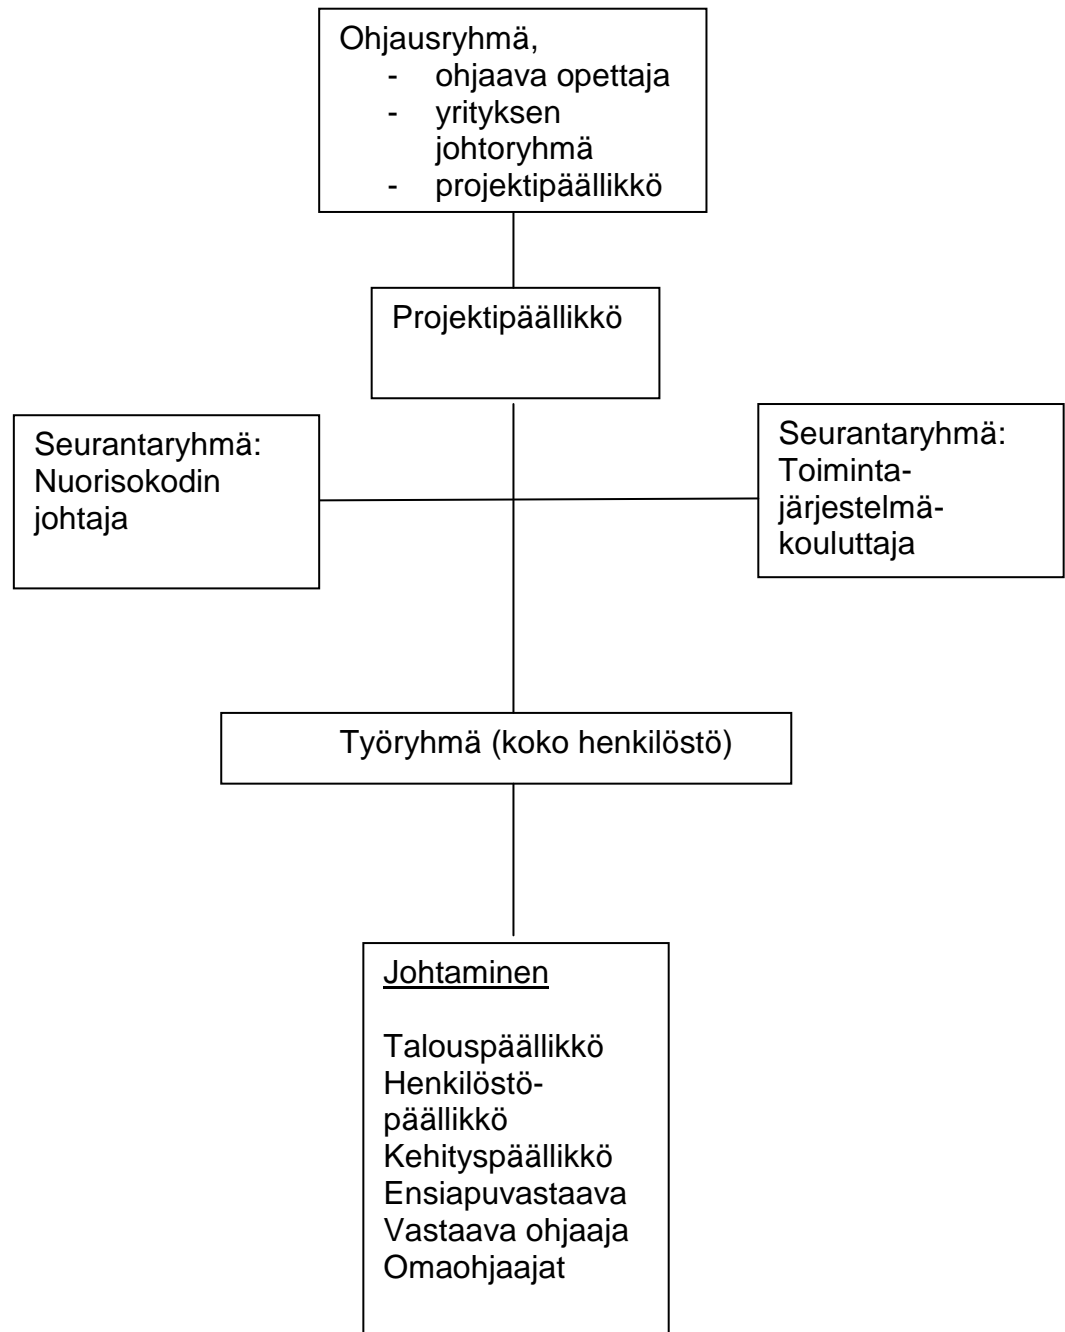 Ohjausryhmä,
- ohjaava opettaja
- yrityksen
johtoryhmä
- projektipäällikkö
Projektipäällikkö
Seurantaryhmä:
Nuorisokodin
johtaja
Seurantaryhmä:
Toiminta-
järjestelmä-
kouluttaja
Työryhmä (koko henkilöstö)
Johtaminen
Talouspäällikkö
Henkilöstö-
päällikkö
Kehityspäällikkö
Ensiapuvastaava
Vastaava ohjaaja
Omaohjaajat